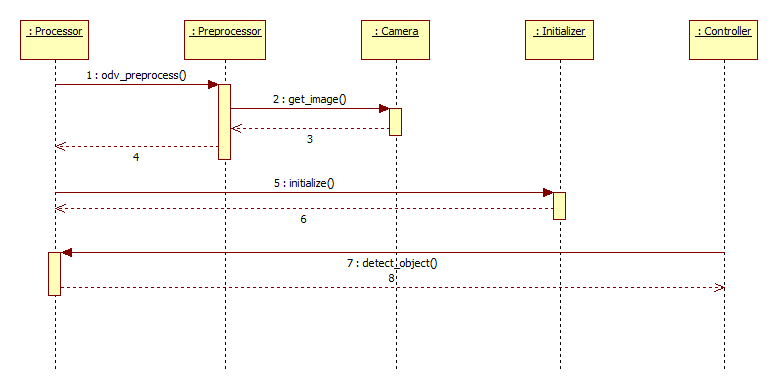 : Processor
: Preprocessor
: Camera
: Initializer
: Controller
1 : odv_preprocess()
2 : get_image()
3
4
5 : initialize()
6
7 : detect_object()
8